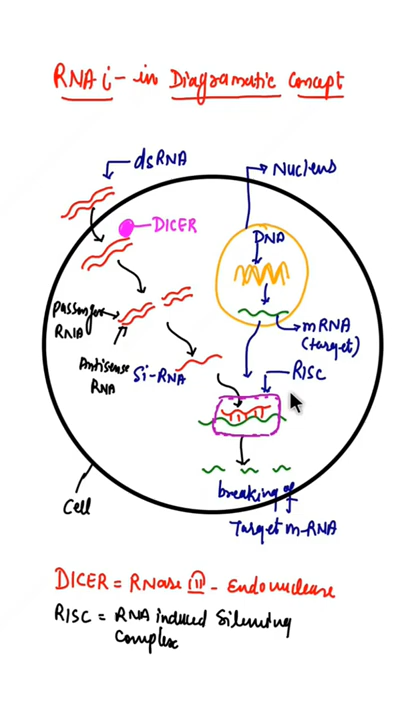 RNAi - in Diagramatic Concept
dsRNA
Nucleus
DICER
DNA
Passenger
RNA
mRNA
(target)
Antisense
RNA
Si-RNA
RISC
Cell
breaking of
Target m-RNA
DICER = RNase III - Endonuclease
RISC = RNA induced Silencing
Complex